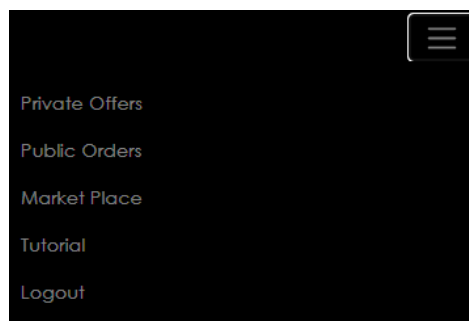 Private Offers
Public Orders
Market Place
Tutorial
Logout